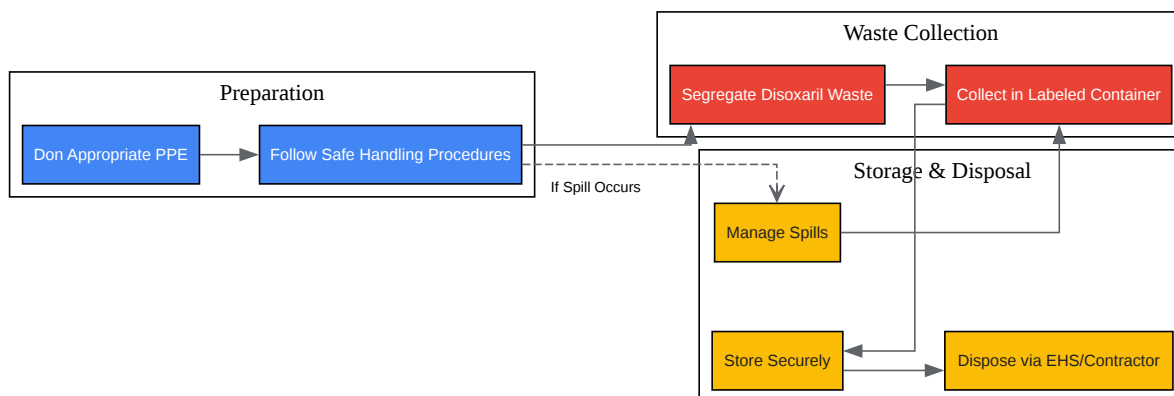 Preparation
Don Appropriate PPE
Follow Safe Handling Procedures
If Spill Occurs
Waste Collection
Segregate Disoxaril Waste
Collect in Labeled Container
Storage & Disposal
Manage Spills
Store Securely
Dispose via EHS/Contractor